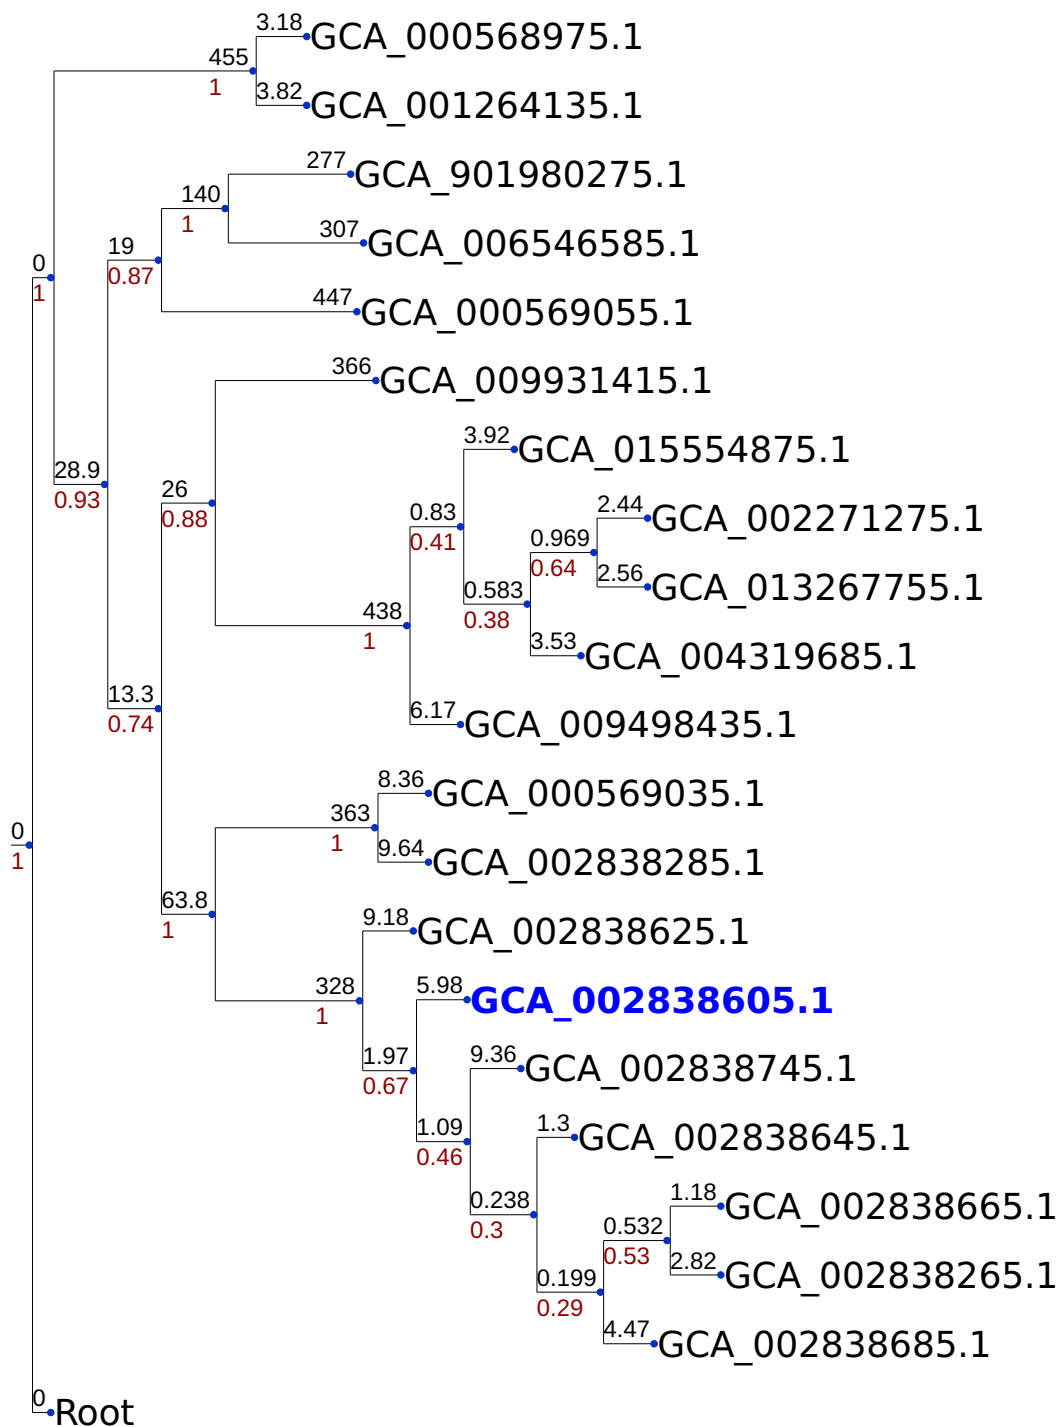 3.18
GCA_000568975.1
455
1
3.82
GCA_001264135.1
277
GCA_901980275.1
140
1
307
GCA_006546585.1
19
0.87
0
1
447
GCA_000569055.1
366
GCA_009931415.1
3.92
GCA_015554875.1
28.9
0.93
26
0.88
0.83
0.41
2.44
GCA_002271275.1
0.969
0.64
2.56
GCA_013267755.1
0.583
0.38
438
1
3.53
GCA_004319685.1
13.3
0.74
6.17
GCA_009498435.1
8.36
GCA_000569035.1
363
1
0
1
9.64
GCA_002838285.1
63.8
1
9.18
GCA_002838625.1
328
1
5.98
GCA_002838605.1
1.97
0.67
9.36
GCA_002838745.1
1.09
0.46
1.3
GCA_002838645.1
0.238
0.3
1.18
GCA_002838665.1
0.532
0.53
2.82
GCA_002838265.1
0.199
0.29
4.47
GCA_002838685.1
0
Root